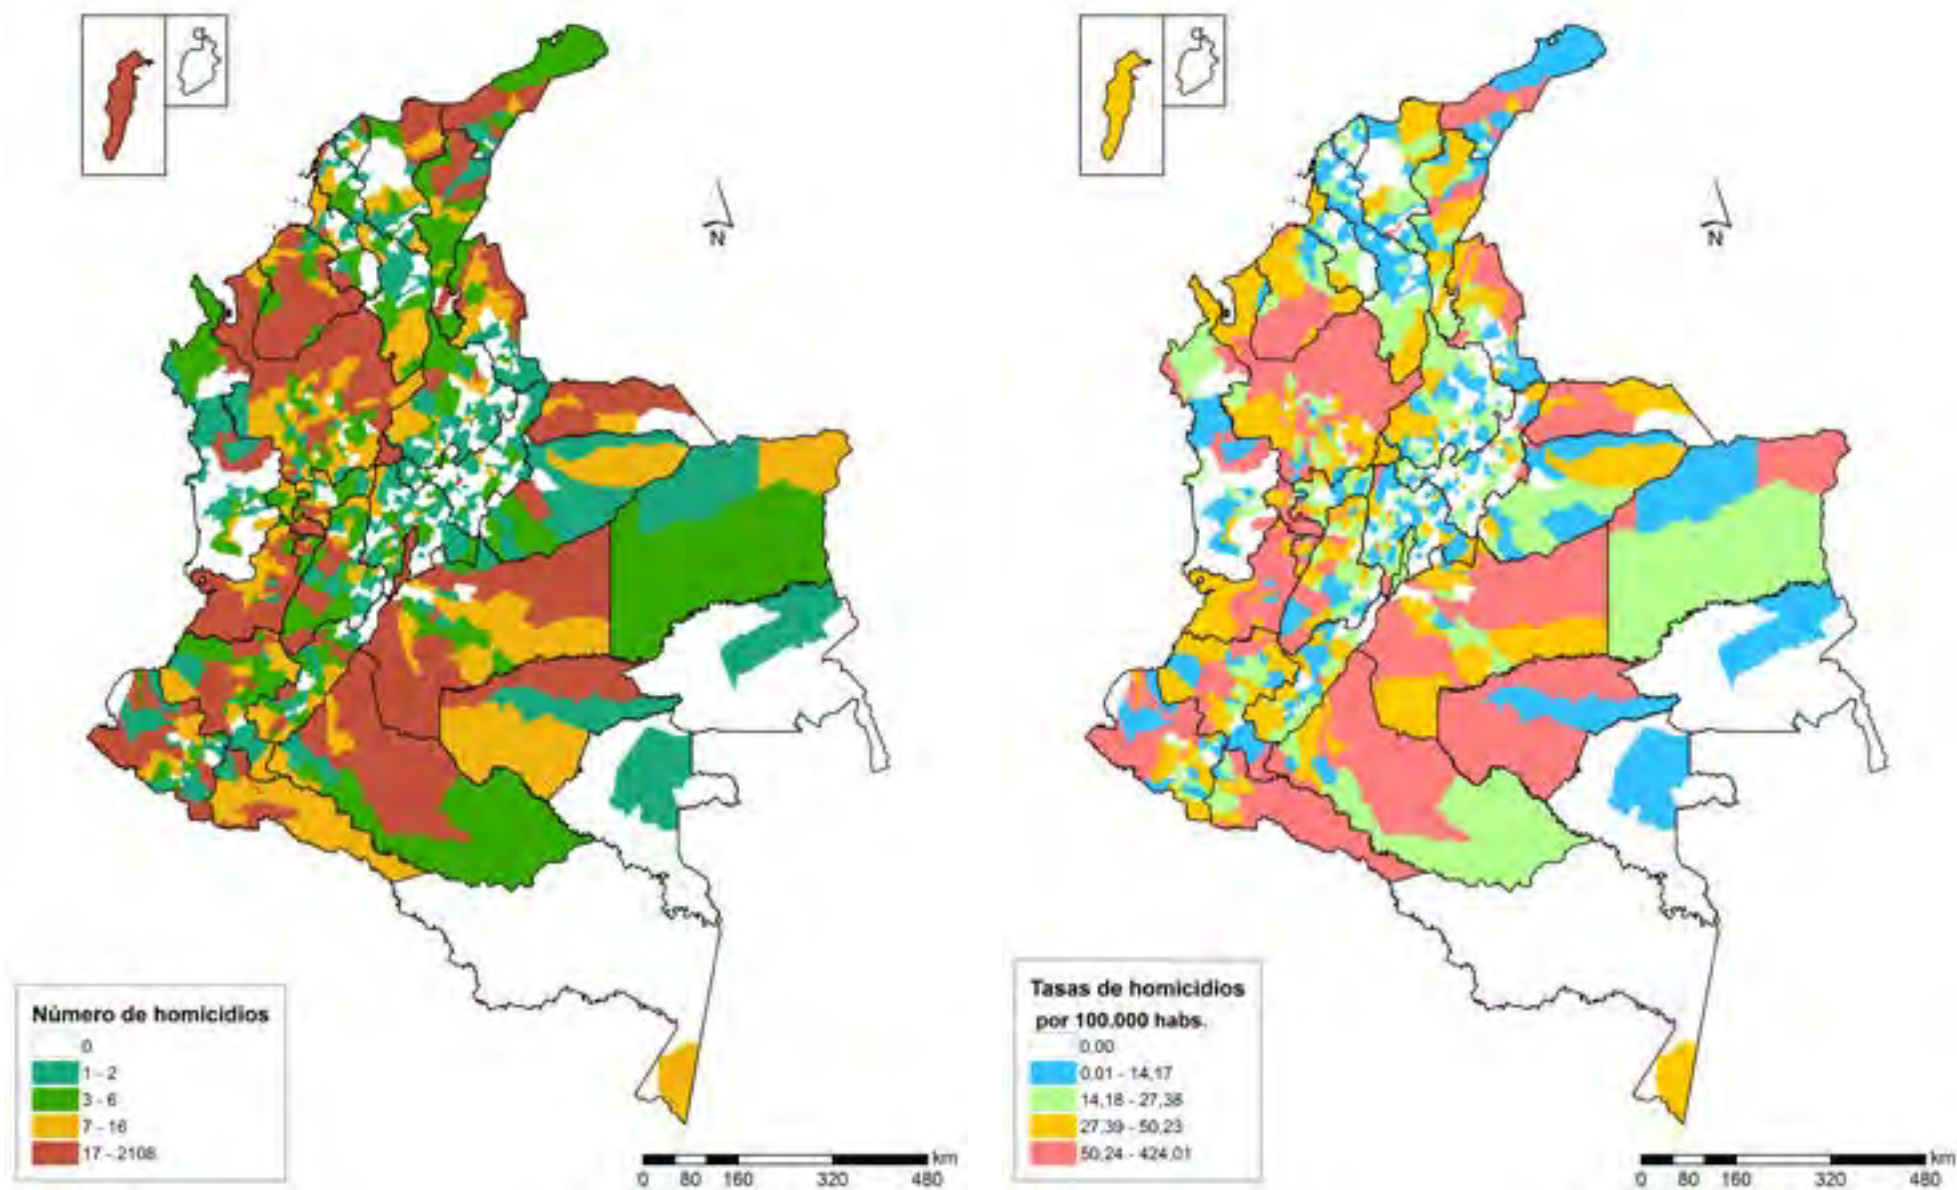 N
N
Número de homicidios
0
1 - 2
3 - 6
7 - 16
17 - 2108
km
0 80 160 320 480
Tasas de homicidios
por 100.000 habs.
0,00
0,01 - 14,17
14,18 - 27,38
27,39 - 50,23
50,24 - 424,01
km
0 80 160 320 480